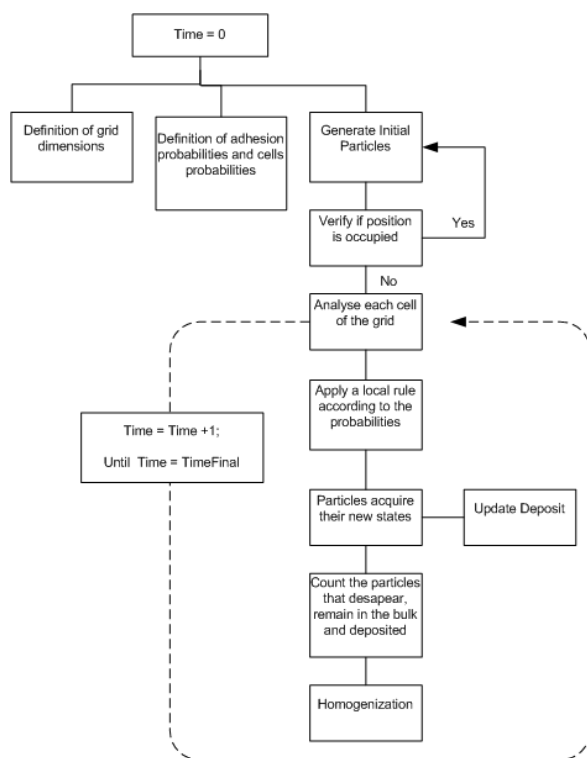 Time = 0
Definition of grid
dimensions
Definition of adhesion
probabilities and cells
probabilities
Generate Initial
Particles
Verify if position
is occupied
Yes
No
Analyse each cell
of the grid
Apply a local rule
according to the
probabilities
Time = Time +1;
Until Time = TimeFinal
Particles acquire
their new states
Update Deposit
Count the particles
that desapear,
remain in the bulk
and deposited
Homogenization